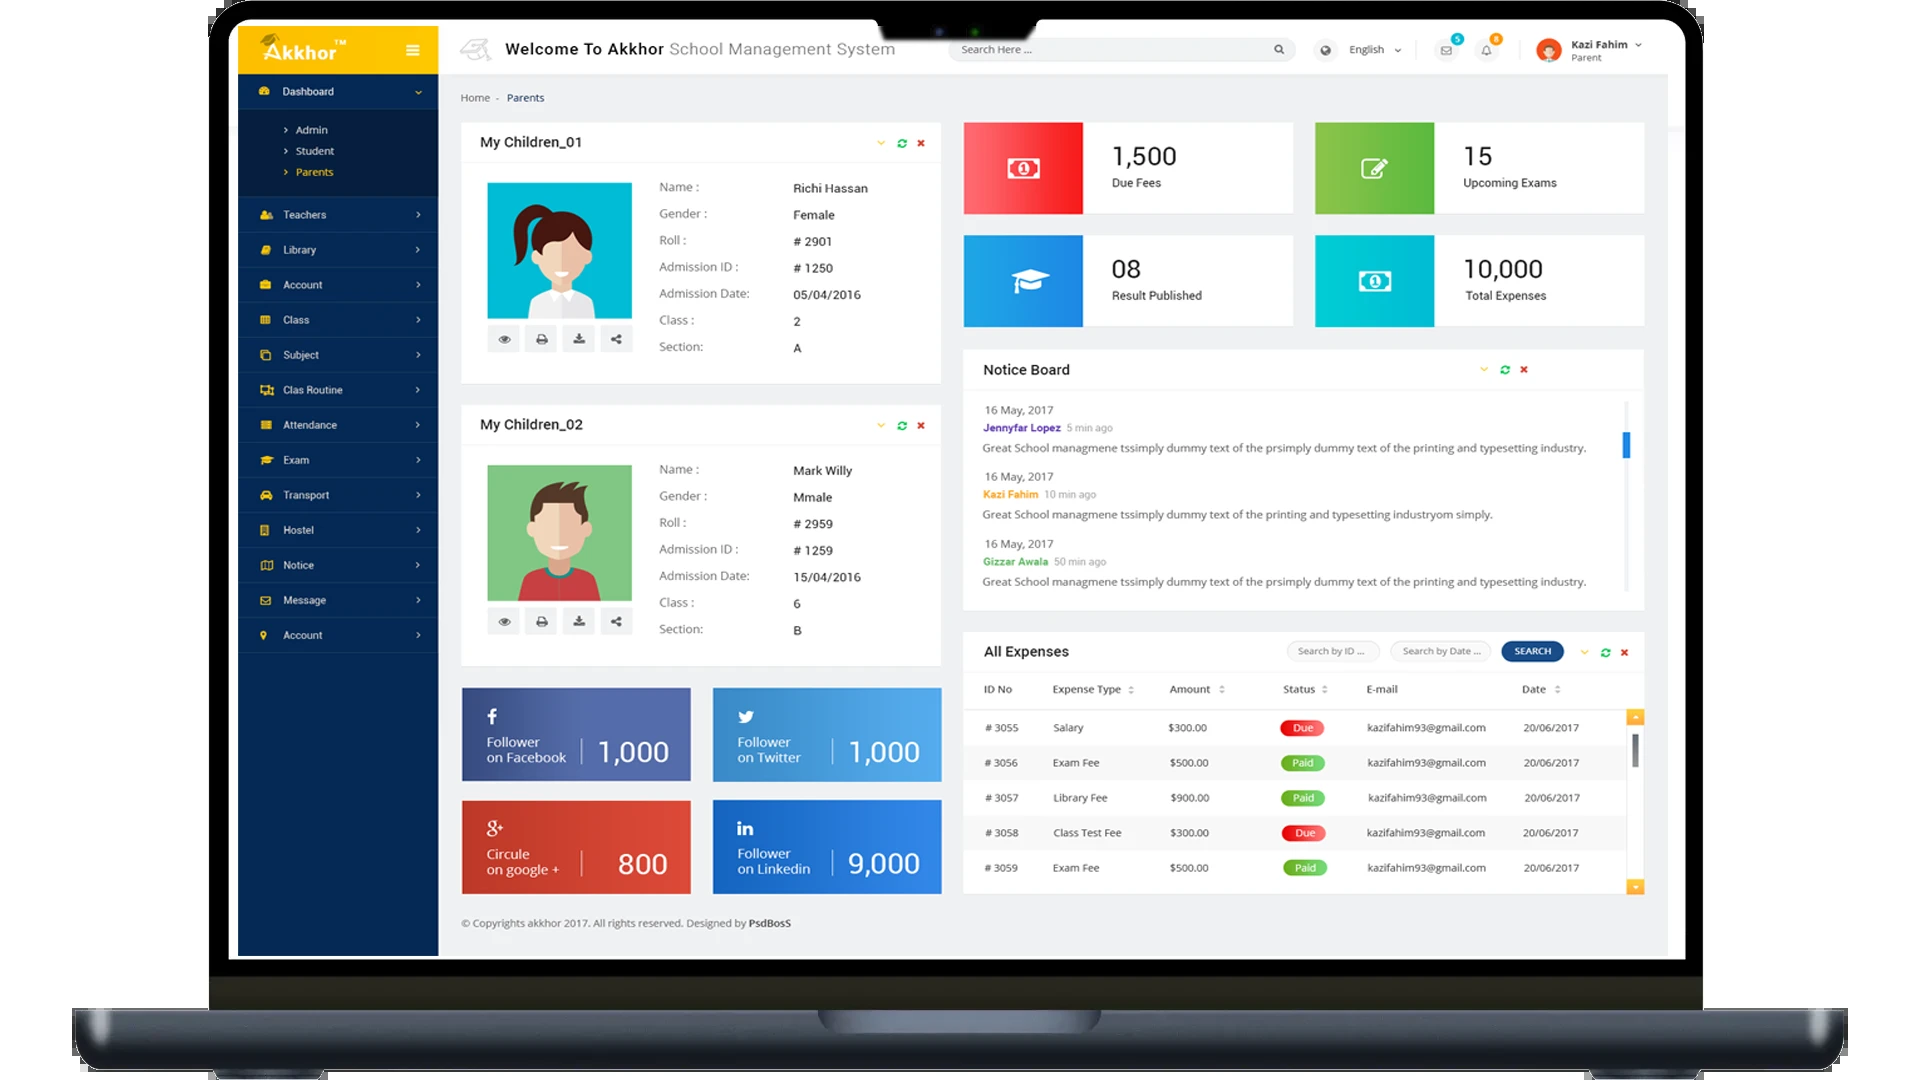 Akkhor™
Welcome To Akkhor School Management System
Search Here ...
English
5
8
Kazi Fahim
Parent
Dashboard
Admin
Student
Parents
Teachers
Library
Account
Class
Subject
Clas Routine
Attendance
Exam
Transport
Hostel
Notice
Message
Account
Home - Parents
My Children_01
Name : Richi Hassan
Gender : Female
Roll : # 2901
Admission ID : # 1250
Admission Date: 05/04/2016
Class : 2
Section: A
My Children_02
Name : Mark Willy
Gender : Mmale
Roll : # 2959
Admission ID : # 1259
Admission Date: 15/04/2016
Class : 6
Section: B
Follower
on Facebook 1,000
Follower
on Twitter 1,000
Circule
on google + 800
Follower
on Linkedin 9,000
1,500
Due Fees
15
Upcoming Exams
08
Result Published
10,000
Total Expenses
Notice Board
16 May, 2017
Jennyfar Lopez 5 min ago
Great School managmene tssimply dummy text of the prsimply dummy text of the printing and typesetting industry.
16 May, 2017
Kazi Fahim 10 min ago
Great School managmene tssimply dummy text of the printing and typesetting industryom simply.
16 May, 2017
Gizzar Awala 50 min ago
Great School managmene tssimply dummy text of the prsimply dummy text of the printing and typesetting industry.
All Expenses Search by ID ... Search by Date ... SEARCH
ID No Expense Type Amount Status E-mail Date
# 3055 Salary $300.00 Due kazifahim93@gmail.com 20/06/2017
# 3056 Exam Fee $500.00 Paid kazifahim93@gmail.com 20/06/2017
# 3057 Library Fee $900.00 Paid kazifahim93@gmail.com 20/06/2017
# 3058 Class Test Fee $300.00 Due kazifahim93@gmail.com 20/06/2017
# 3059 Exam Fee $500.00 Paid kazifahim93@gmail.com 20/06/2017
© Copyrights akkhor 2017. All rights reserved. Designed by PsdBosS